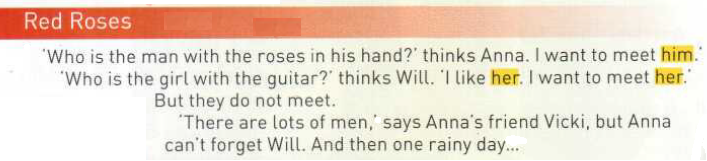 Red Roses
'Who is the man with the roses in his hand?' thinks Anna. I want to meet him.'
'Who is the girl with the guitar?' thinks Will. 'I like her. I want to meet her.'
But they do not meet.
'There are lots of men,' says Anna's friend Vicki, but Anna
can't forget Will. And then one rainy day...